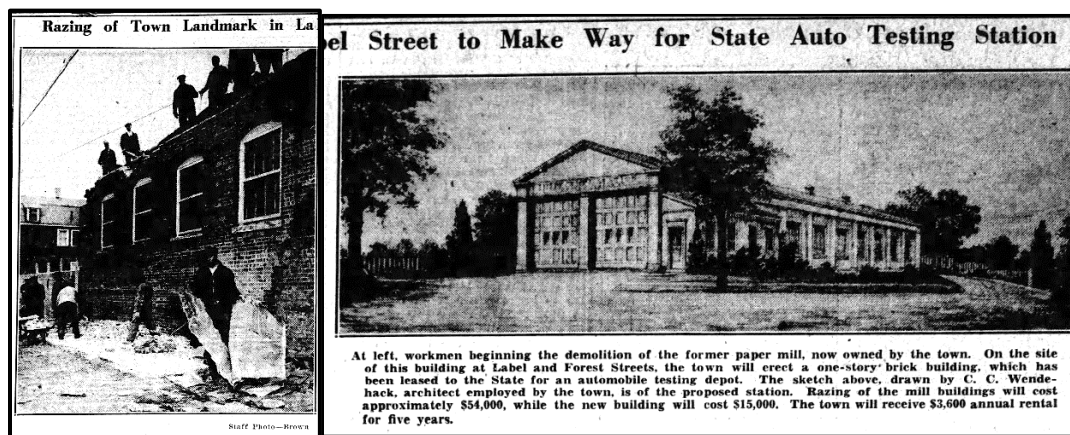 Razing of Town Landmark in La
bel Street to Make Way for State Auto Testing Station
Staff Photo—Brown
At left, workmen beginning the demolition of the former paper mill, now owned by the town. On the site
of this building at Label and Forest Streets, the town will erect a one-story brick building, which has
been leased to the State for an automobile testing depot. The sketch above, drawn by C. C. Wende-
hack, architect employed by the town, is of the proposed station. Razing of the mill buildings will cost
approximately $54,000, while the new building will cost $15,000. The town will receive $3,600 annual rental
for five years.